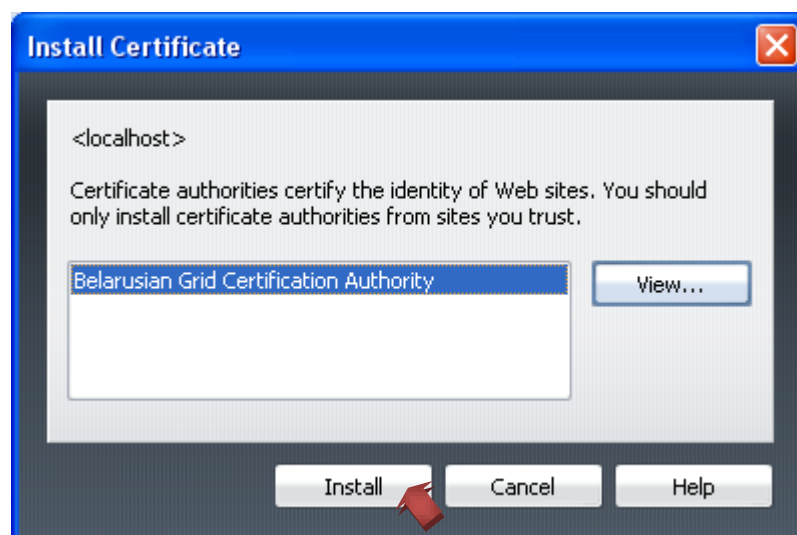 Install Certificate
<localhost>
Certificate authorities certify the identity of Web sites. You should
only install certificate authorities from sites you trust.
Belarusian Grid Certification Authority
View...
Install
Cancel
Help